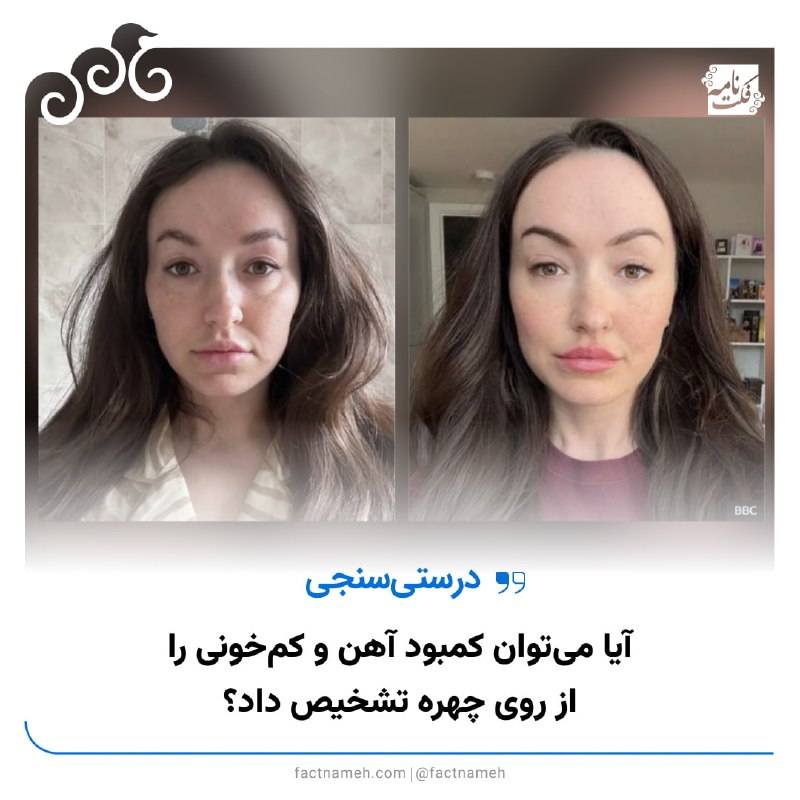 فکت نامه
BBC
درستی‌سنجی
آیا می‌توان کمبود آهن و کم‌خونی را
از روی چهره تشخیص داد؟
factnameh.com | @factnameh